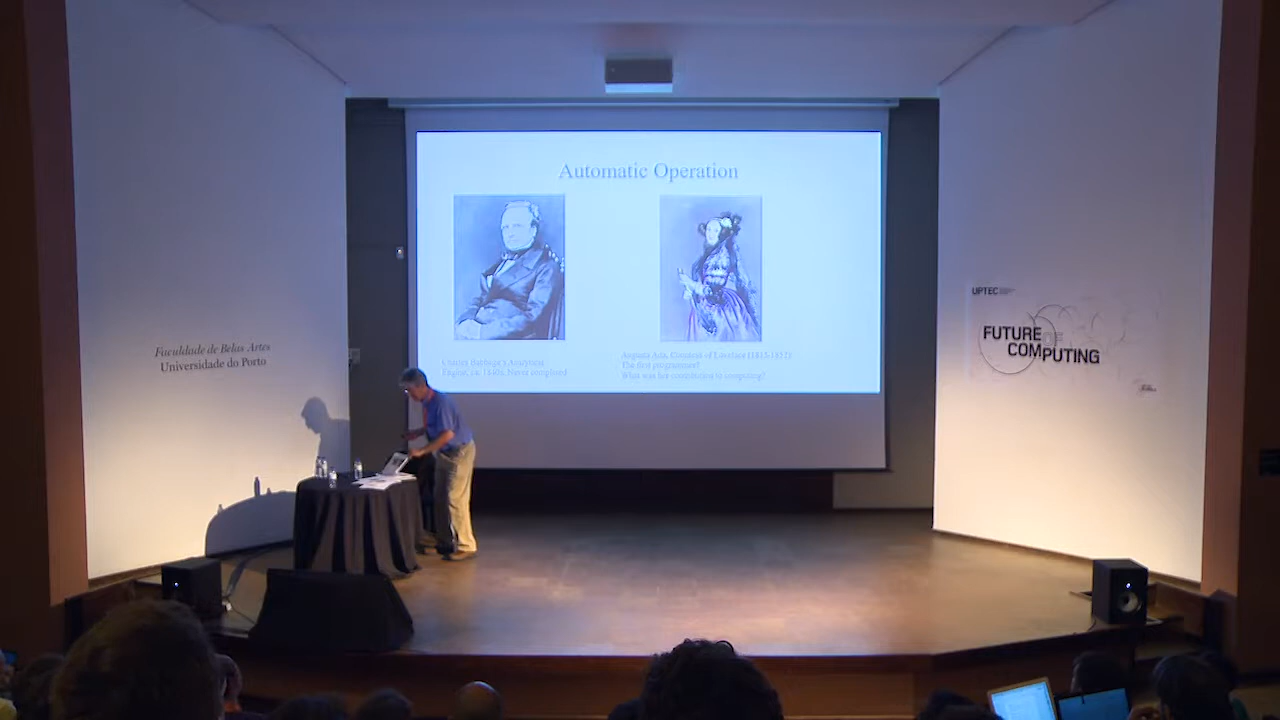 Automatic Operation
Charles Babbage's Analytical
Engine, ca. 1840s. Never completed
Augusta Ada, Countess of Lovelace (1815-1852)
The first programmer?
What was her contribution to computing?
Faculdade de Belas Artes
Universidade do Porto
UPTEC
FUTURE
OF
COMPUTING